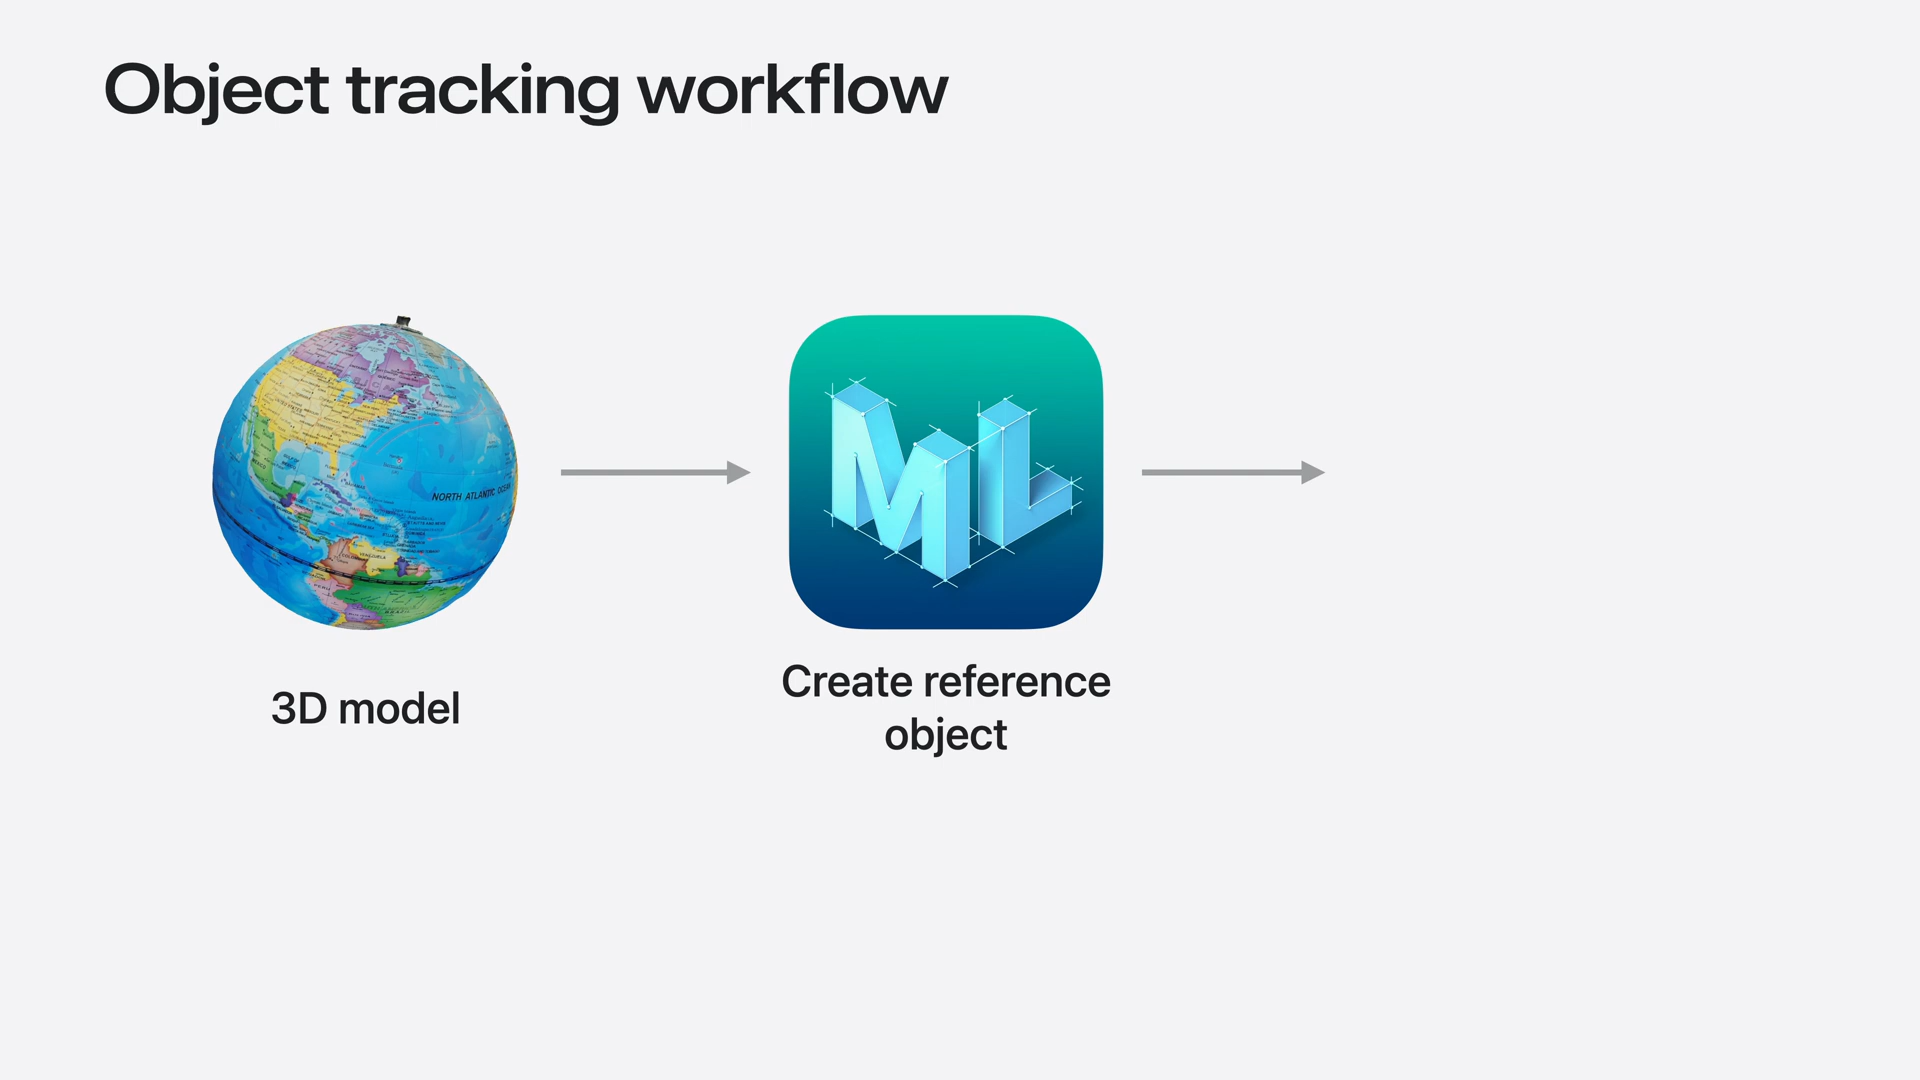 Object tracking workflow
NORTH ATLANTIC OCEAN
ML
3D model
Create reference
object